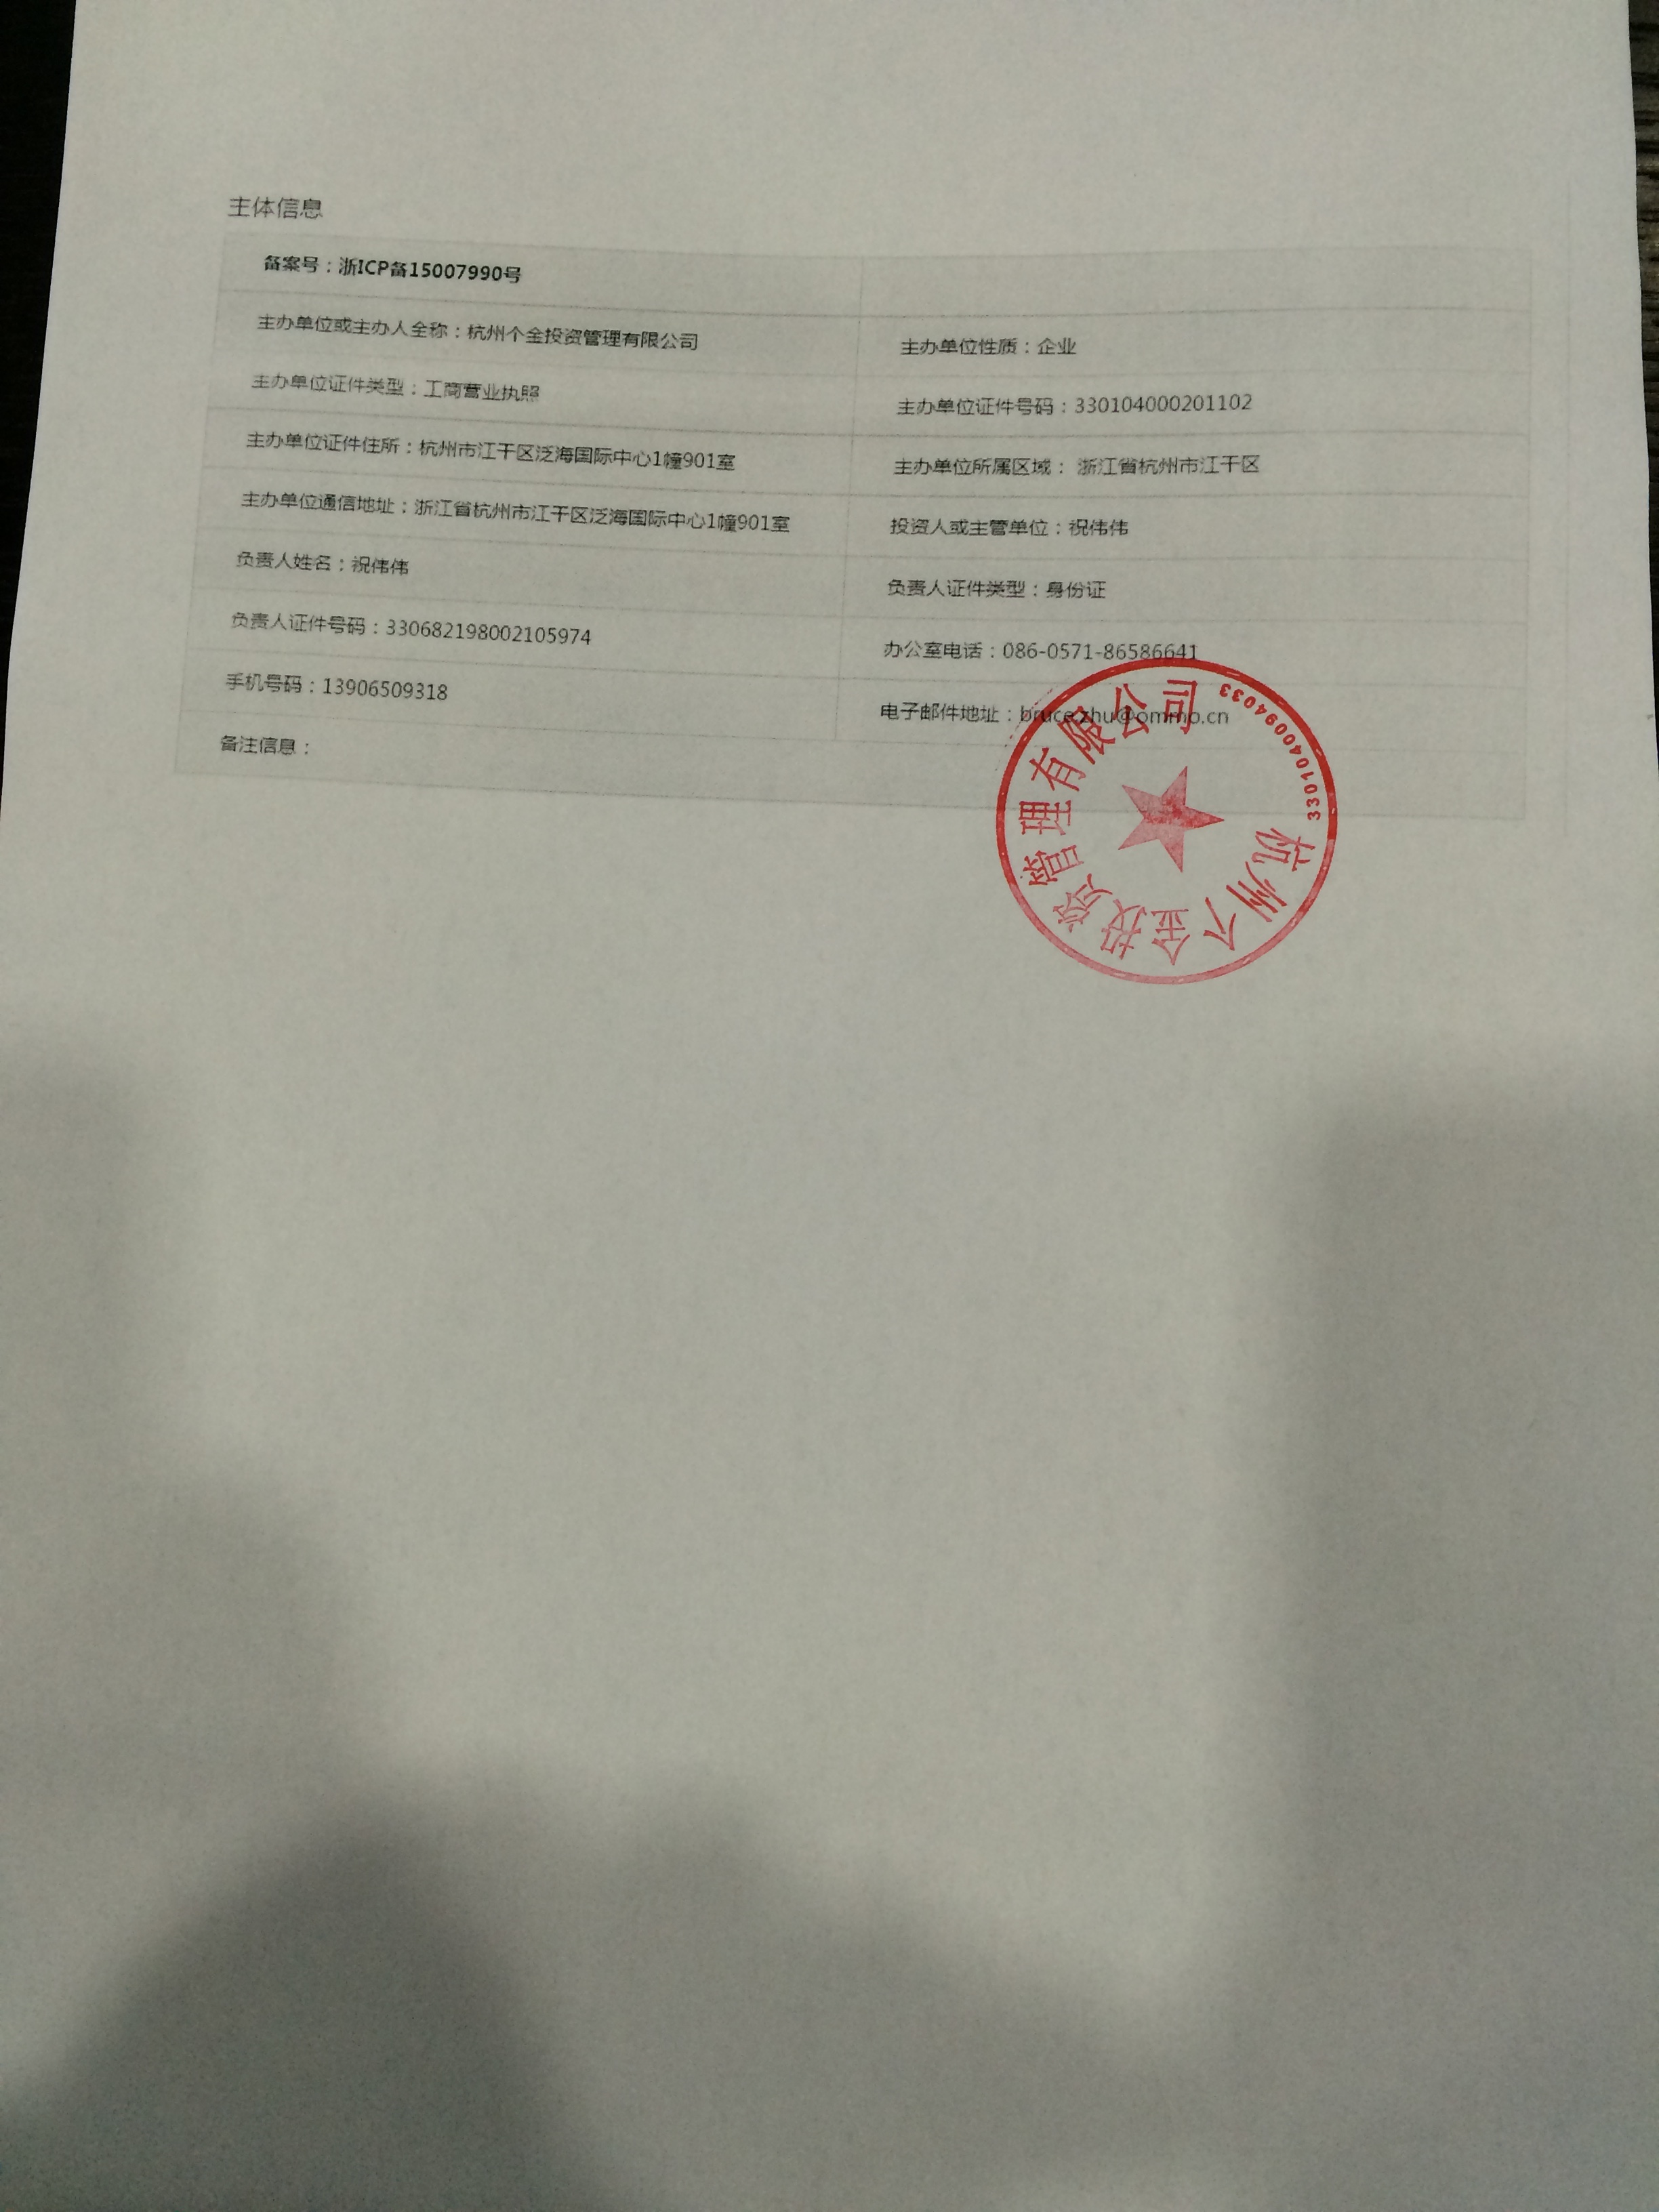 主体信息
备案号：浙ICP备15007990号
主办单位或主办人全称：杭州个金投资管理有限公司
主办单位性质：企业
主办单位证件类型：工商营业执照
主办单位证件号码：330104000201102
主办单位证件住所：杭州市江干区泛海国际中心1幢901室
主办单位所属区域： 浙江省杭州市江干区
主办单位通信地址：浙江省杭州市江干区泛海国际中心1幢901室
投资人或主管单位：祝伟伟
负责人姓名：祝伟伟
负责人证件类型：身份证
负责人证件号码：330682198002105974
办公室电话：086-0571-86586641
手机号码：13906509318
电子邮件地址：bruce.zhu@ommo.cn
备注信息：
杭州个金投资管理有限公司
3301040094033